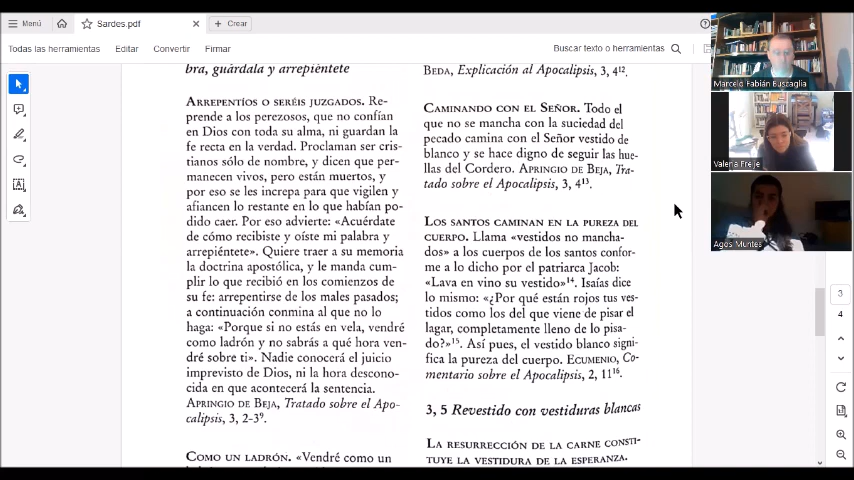 Menú
Sardes.pdf
Crear
Todas las herramientas
Editar
Convertir
Firmar
Buscar texto o herramientas
bra, guárdala y arrepiéntete
ARREPENTÍOS O SERÉIS JUZGADOS. Re-
prende a los perezosos, que no confían
en Dios con toda su alma, ni guardan la
fe recta en la verdad. Proclaman ser cris-
tianos sólo de nombre, y dicen que per-
manecen vivos, pero están muertos, y
por eso se les increpa para que vigilen y
afiancen lo restante en lo que habían po-
dido caer. Por eso advierte: «Acuérdate
de cómo recibiste y oíste mi palabra y
arrepiéntete». Quiere traer a su memoria
la doctrina apostólica, y le manda cum-
plir lo que recibió en los comienzos de
su fe: arrepentirse de los males pasados;
a continuación conmina al que no lo
haga: «Porque si no estás en vela, vendré
como ladrón y no sabrás a qué hora ven-
dré sobre ti». Nadie conocerá el juicio
imprevisto de Dios, ni la hora descono-
cida en que acontecerá la sentencia.
APRINGIO DE BEJA, Tratado sobre el Apo-
calipsis, 3, 2-3⁹.
COMO UN LADRÓN. «Vendré como un
BEDA, Explicación al Apocalipsis, 3, 4¹².
CAMINANDO CON EL SEÑOR. Todo el
que no se mancha con la suciedad del
pecado camina con el Señor vestido de
blanco y se hace digno de seguir las hue-
llas del Cordero. APRINGIO DE BEJA, Tra-
tado sobre el Apocalipsis, 3, 4¹³.
LOS SANTOS CAMINAN EN LA PUREZA DEL
CUERPO. Llama «vestidos no mancha-
dos» a los cuerpos de los santos confor-
me a lo dicho por el patriarca Jacob:
«Lava en vino su vestido»¹⁴. Isaías dice
lo mismo: «¿Por qué están rojos tus ves-
tidos como los del que viene de pisar el
lagar, completamente lleno de lo pisa-
do?»¹⁵. Así pues, el vestido blanco signi-
fica la pureza del cuerpo. ECUMENIO, Co-
mentario sobre el Apocalipsis, 2, 11¹⁶.
3, 5 Revestido con vestiduras blancas
LA RESURRECCIÓN DE LA CARNE CONSTI-
TUYE LA VESTIDURA DE LA ESPERANZA.
Marcelo Fabián Buscaglia
Valeria Freije
Agos Muntes
3
4